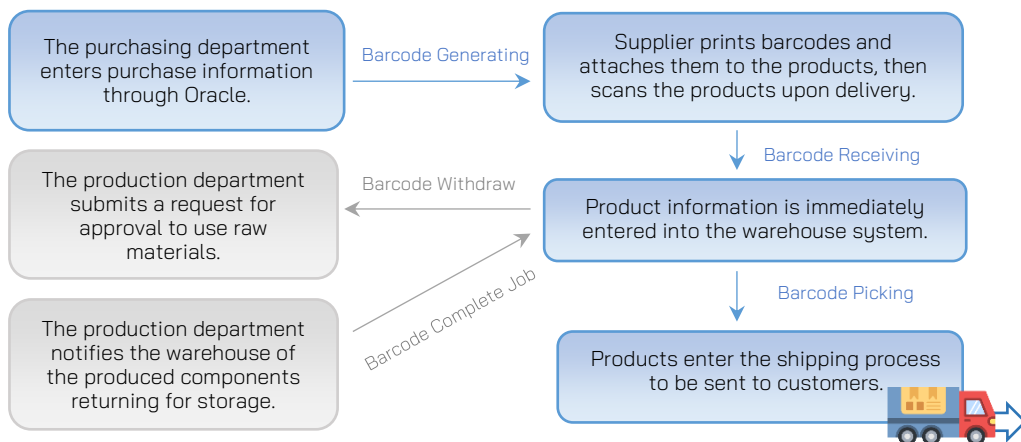 The purchasing department
enters purchase information
through Oracle.
Barcode Generating
Supplier prints barcodes and
attaches them to the products, then
scans the products upon delivery.
Barcode Receiving
The production department
submits a request for
approval to use raw
materials.
Barcode Withdraw
Product information is immediately
entered into the warehouse system.
Barcode Complete Job
Barcode Picking
The production department
notifies the warehouse of
the produced components
returning for storage.
Products enter the shipping process
to be sent to customers.